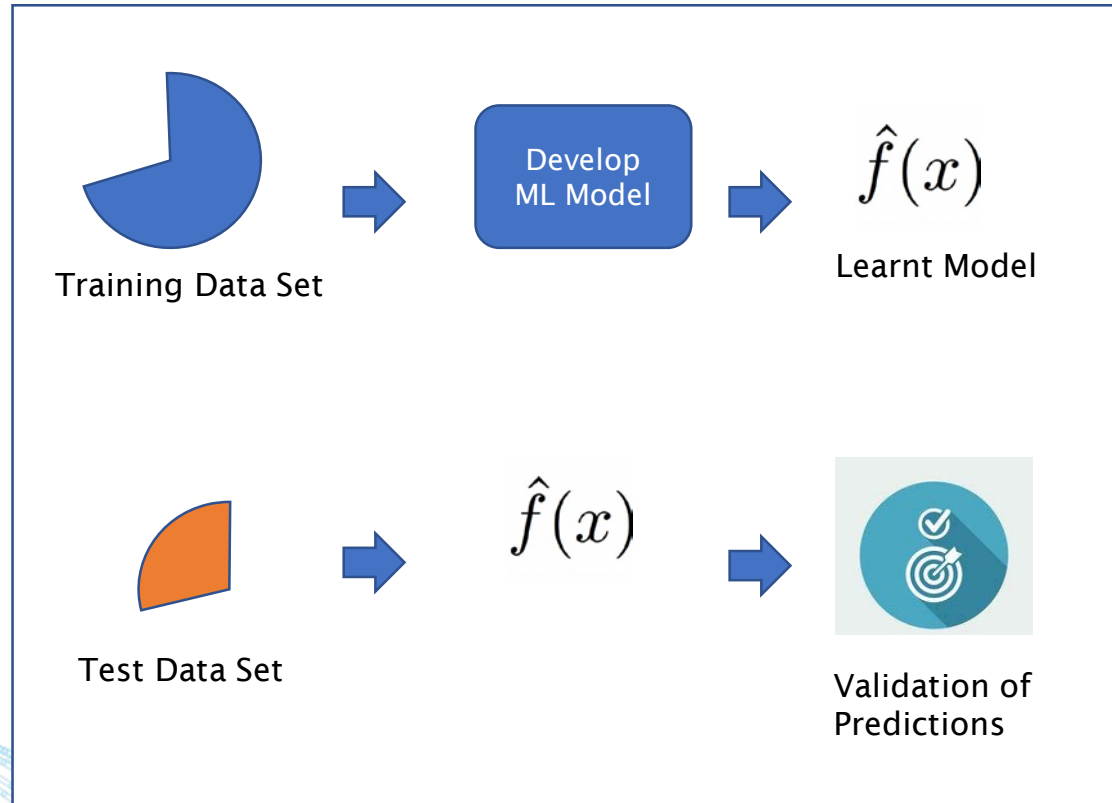 Develop
ML Model
f̂(x)
Training Data Set
Learnt Model
f̂(x)
Test Data Set
Validation of
Predictions